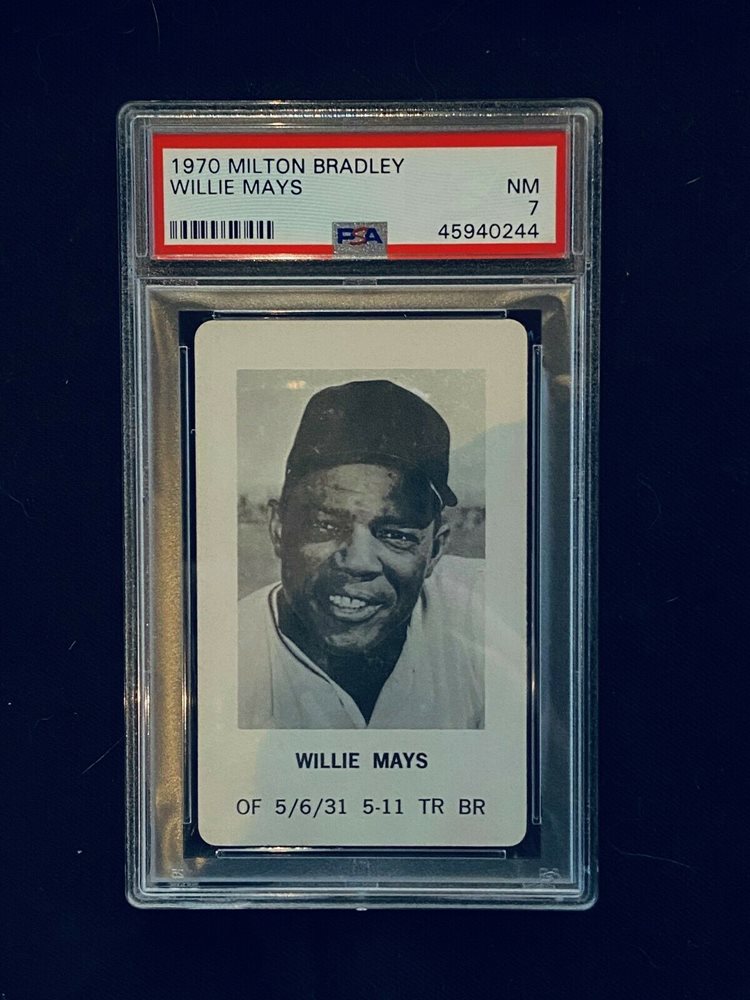 1970 MILTON BRADLEY
WILLIE MAYS NM
7
PSA 45940244
WILLIE MAYS
OF 5/6/31 5-11 TR BR